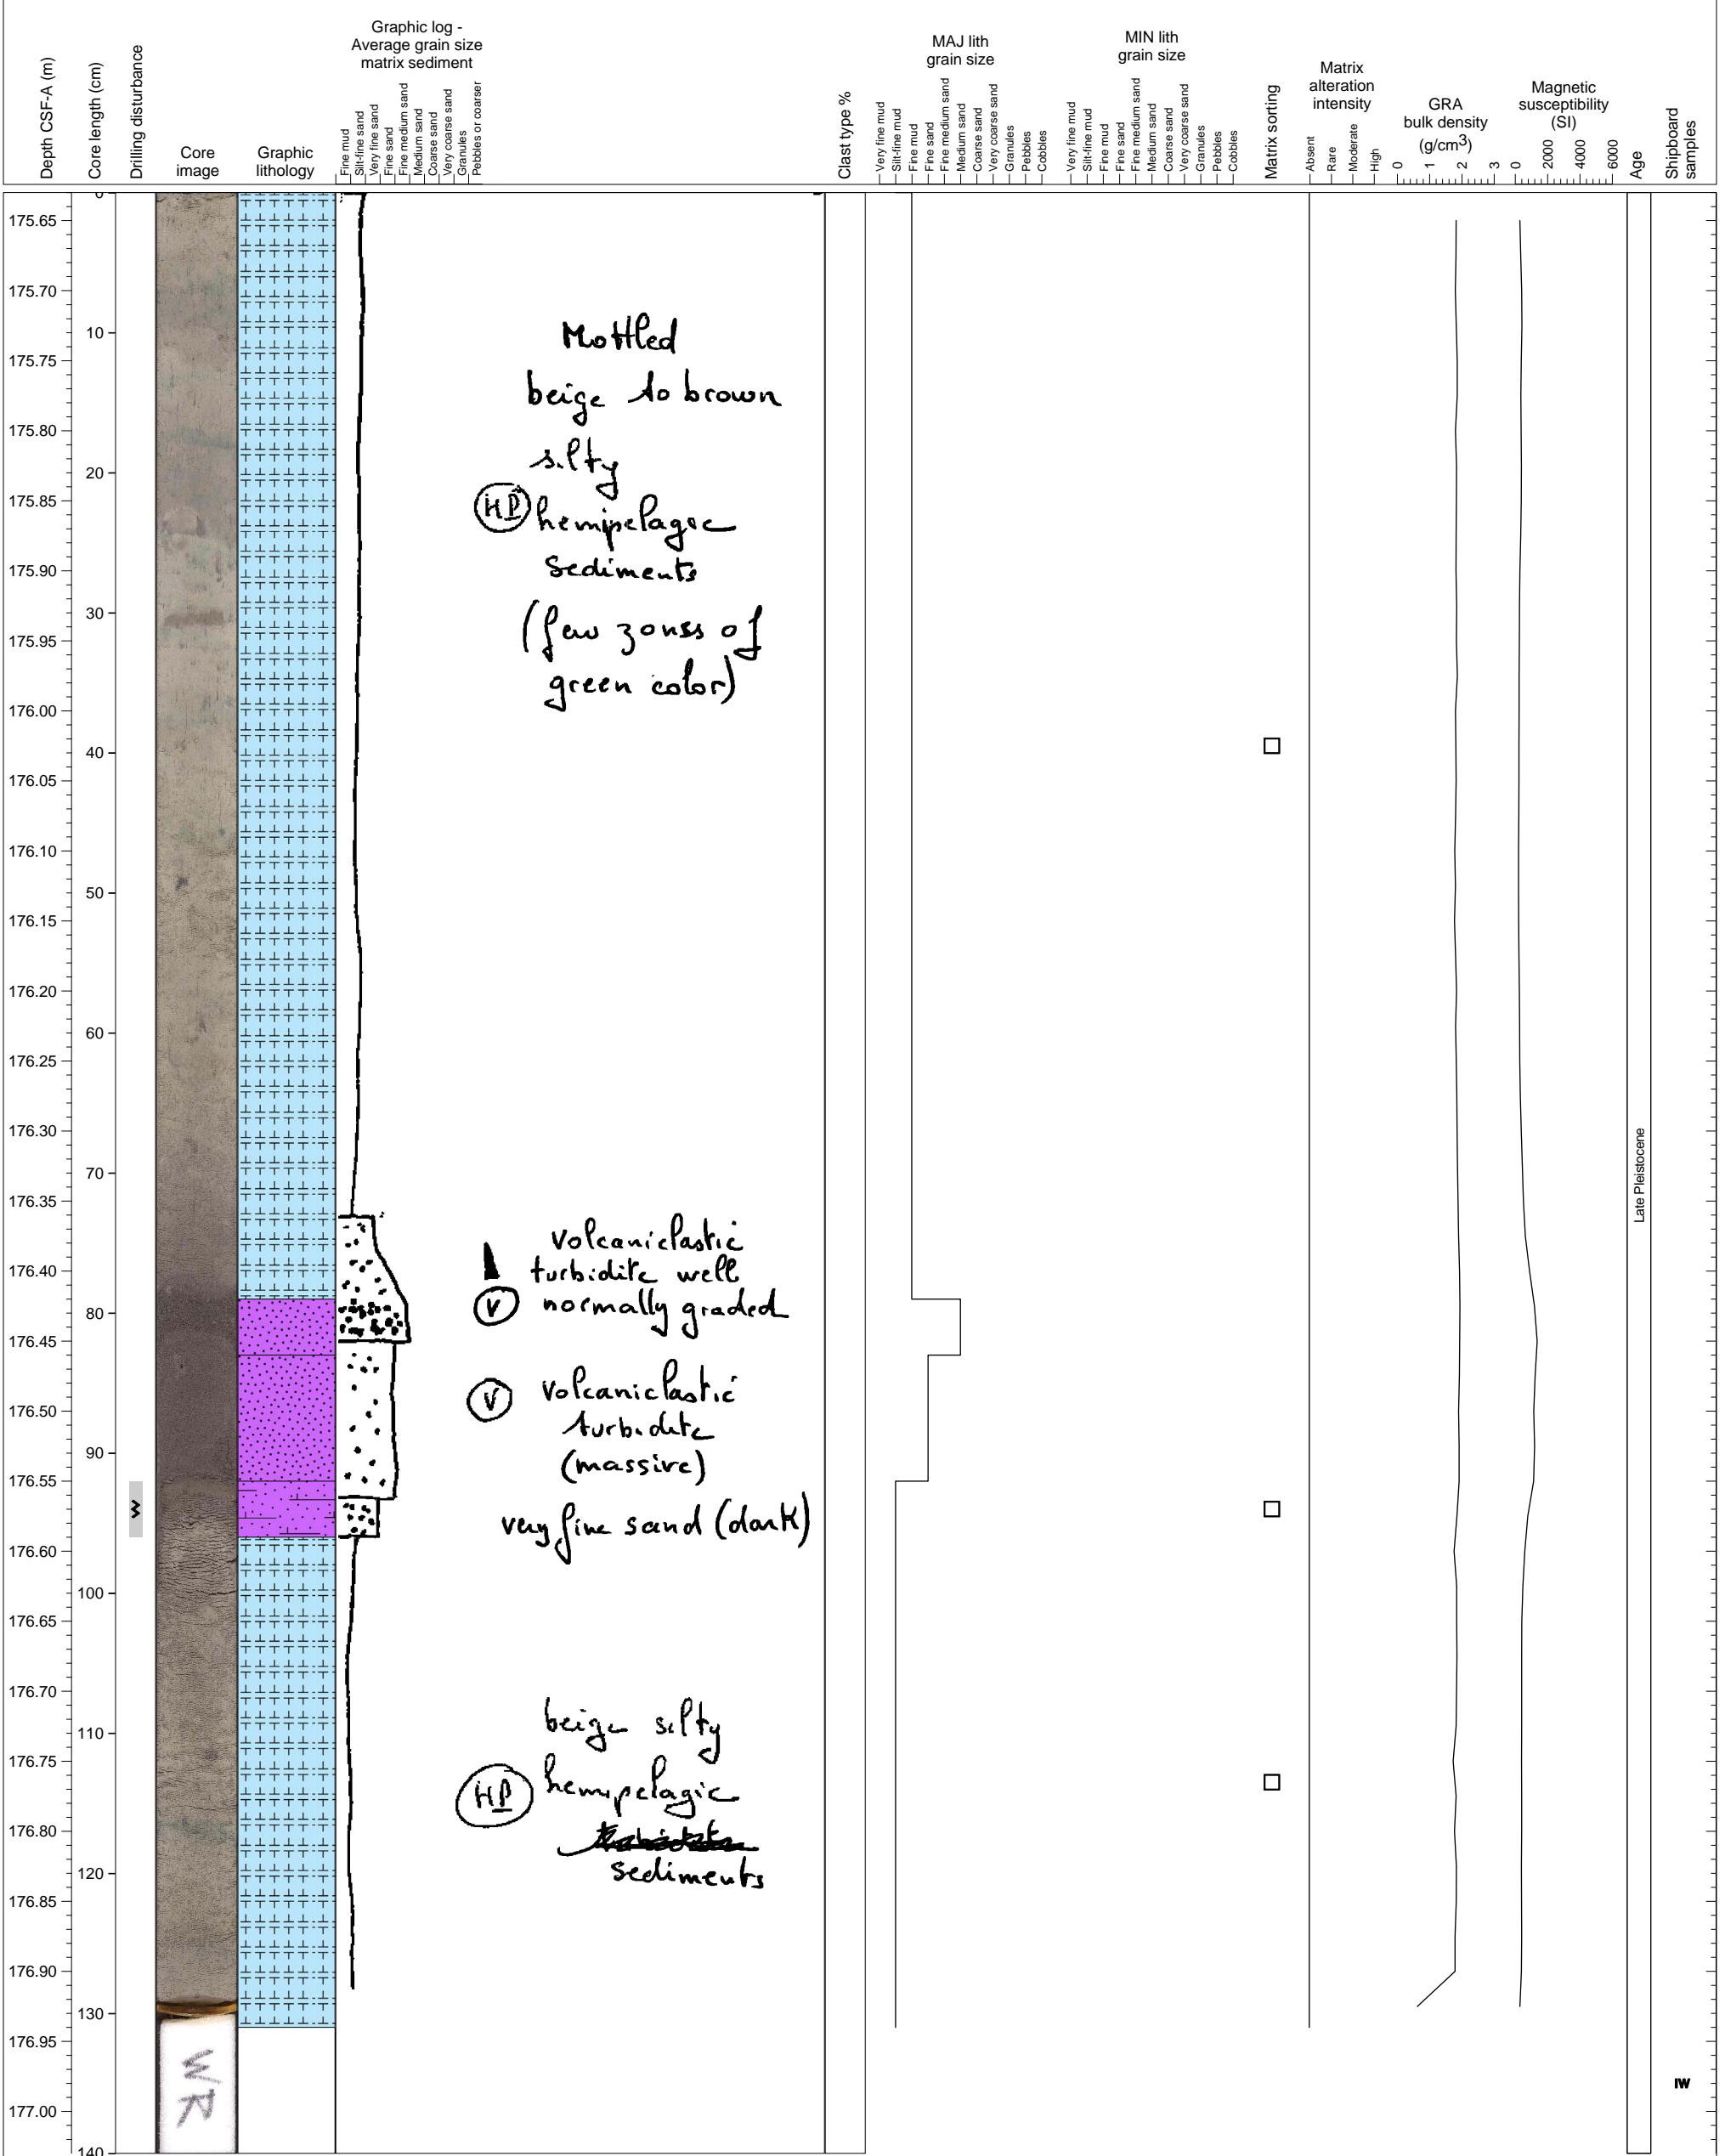 Depth CSF-A (m)
Core length (cm)
Drilling disturbance
Core
image
Graphic
lithology
Graphic log -
Average grain size
matrix sediment
Fine mud
Silt-fine sand
Very fine sand
Fine sand
Fine medium sand
Medium sand
Coarse sand
Very coarse sand
Granules
Pebbles or coarser
Clast type %
MAJ lith
grain size
Very fine mud
Silt-fine mud
Fine mud
Fine sand
Fine medium sand
Medium sand
Coarse sand
Very coarse sand
Granules
Pebbles
Cobbles
MIN lith
grain size
Very fine mud
Silt-fine mud
Fine mud
Fine sand
Fine medium sand
Medium sand
Coarse sand
Very coarse sand
Granules
Pebbles
Cobbles
Matrix sorting
Matrix
alteration
intensity
Absent
Rare
Moderate
High
GRA
bulk density
(g/cm3)
0 1 2 3
Magnetic
susceptibility
(SI)
0 2000 4000 6000
Age
Shipboard
samples
0
175.65
175.70
10
175.75
175.80
20
175.85
175.90
30
175.95
176.00
40
176.05
176.10
50
176.15
176.20
60
176.25
176.30
70
176.35
176.40
80
176.45
176.50
90
176.55
176.60
100
176.65
176.70
110
176.75
176.80
120
176.85
176.90
130
176.95
177.00
140
Mottled
beige to brown
silty
HP hemipelagic
sediments
(few zones of
green color)
Volcaniclastic
turbidite well
V normally graded
V volcaniclastic
turbidite
(massive)
very fine sand (dark)
beige silty
HP hemipelagic
sediments
WR
Late Pleistocene
IW